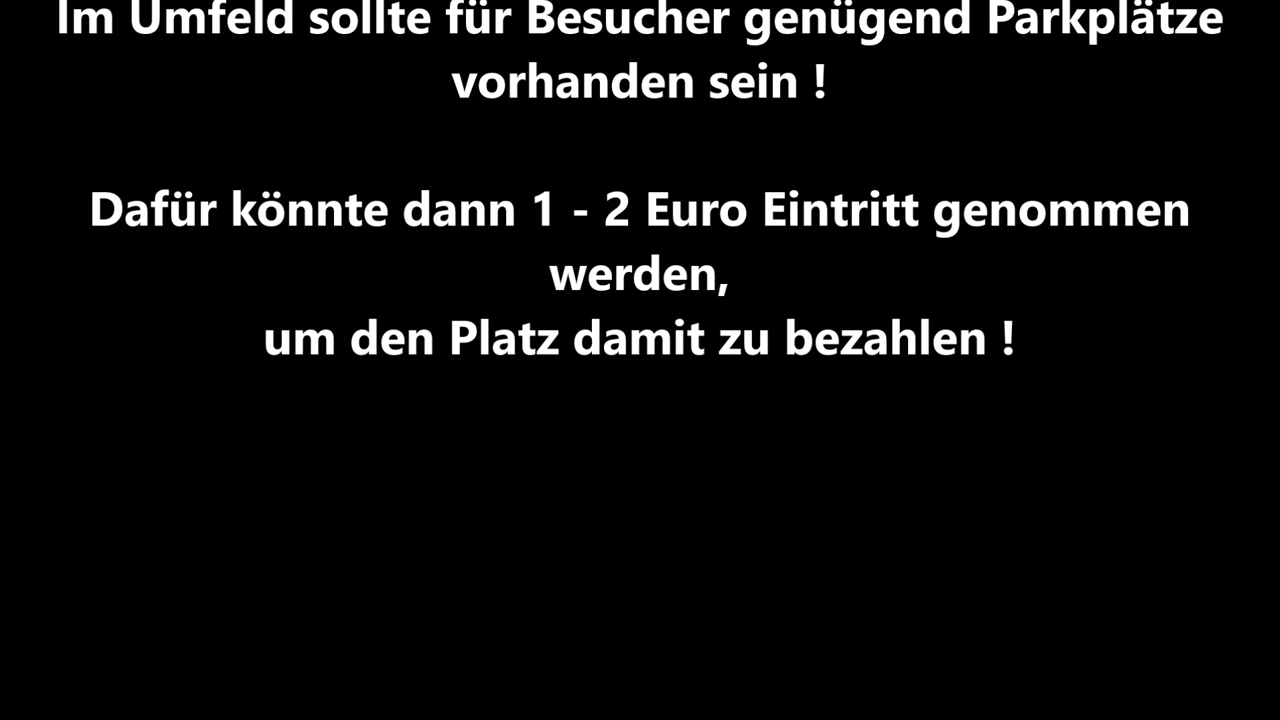 Im Umfeld sollte für Besucher genügend Parkplätze
vorhanden sein !
Dafür könnte dann 1 - 2 Euro Eintritt genommen
werden,
um den Platz damit zu bezahlen !